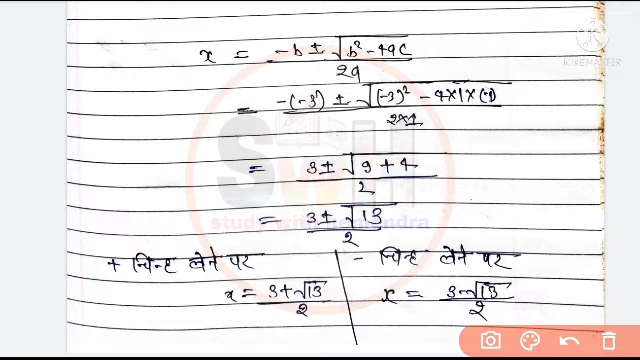 x = -b ± √b² - 4ac / 2a
= -(-3) ± √(-3)² - 4×1×(-1) / 2×1
= 3 ± √9 + 4 / 2
= 3 ± √13 / 2
+ चिन्ह लेने पर
x = 3 + √13 / 2
- चिन्ह लेने पर
x = 3 - √13 / 2
KINEMASTER